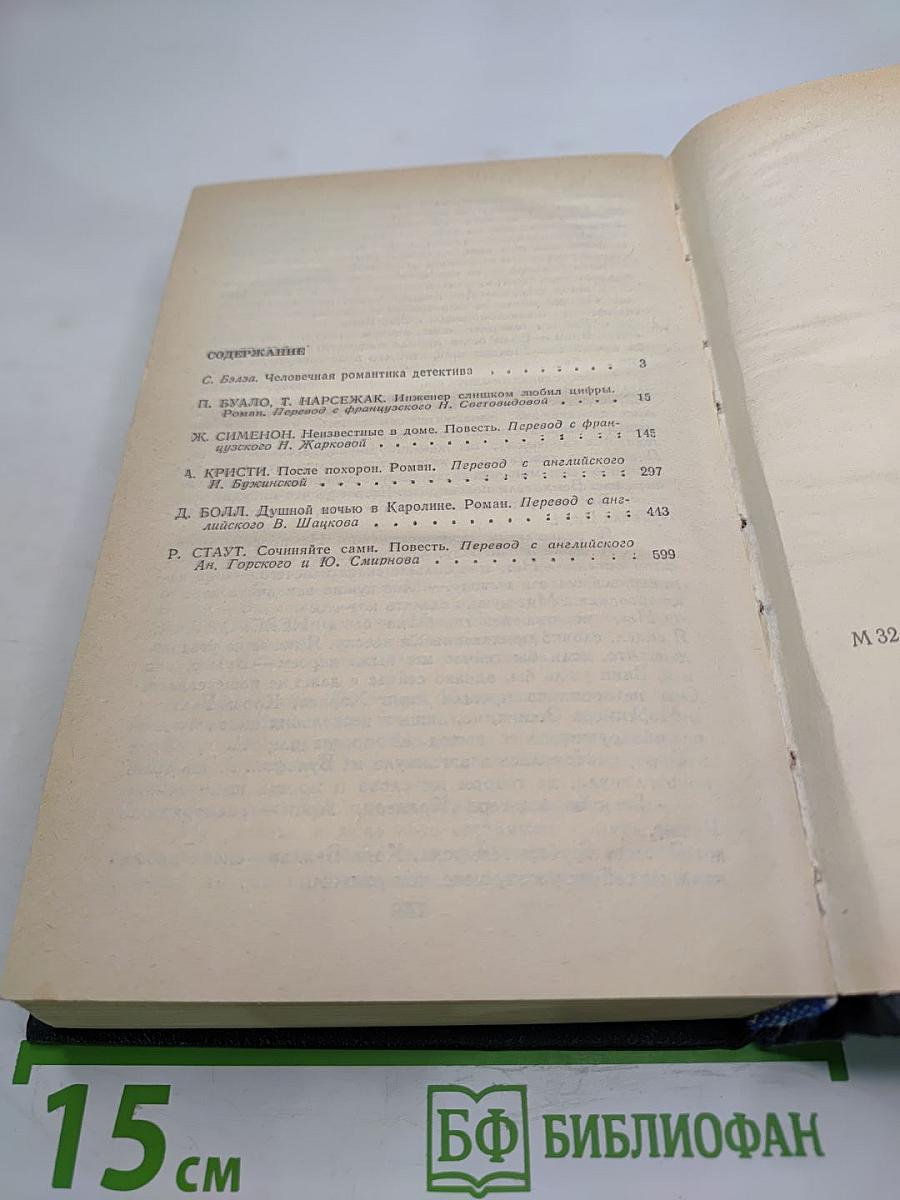 СОДЕРЖАНИЕ
С. Бэлза. Человечная романтика детектива . . . . . . . 3
П. БУАЛО, Т. НАРСЕЖАК. Инженер слишком любил цифры.
Роман. Перевод с французского Н. Световидовой . . . . 15
Ж. СИМЕНОН. Неизвестные в доме. Повесть. Перевод с фран-
цузского Н. Жарковой . . . . . . . . . . . . . 145
А. КРИСТИ. После похорон. Роман. Перевод с английского
И. Бужинской . . . . . . . . . . . . . . . . 297
Д. БОЛЛ. Душной ночью в Каролине. Роман. Перевод с анг-
лийского В. Шацкова . . . . . . . . . . . . . 443
Р. СТАУТ. Сочиняйте сами. Повесть. Перевод с английского
Ан. Горского и Ю. Смирнова . . . . . . . . . . . 599
М 32
15 см
БФ БИБЛИОФАН